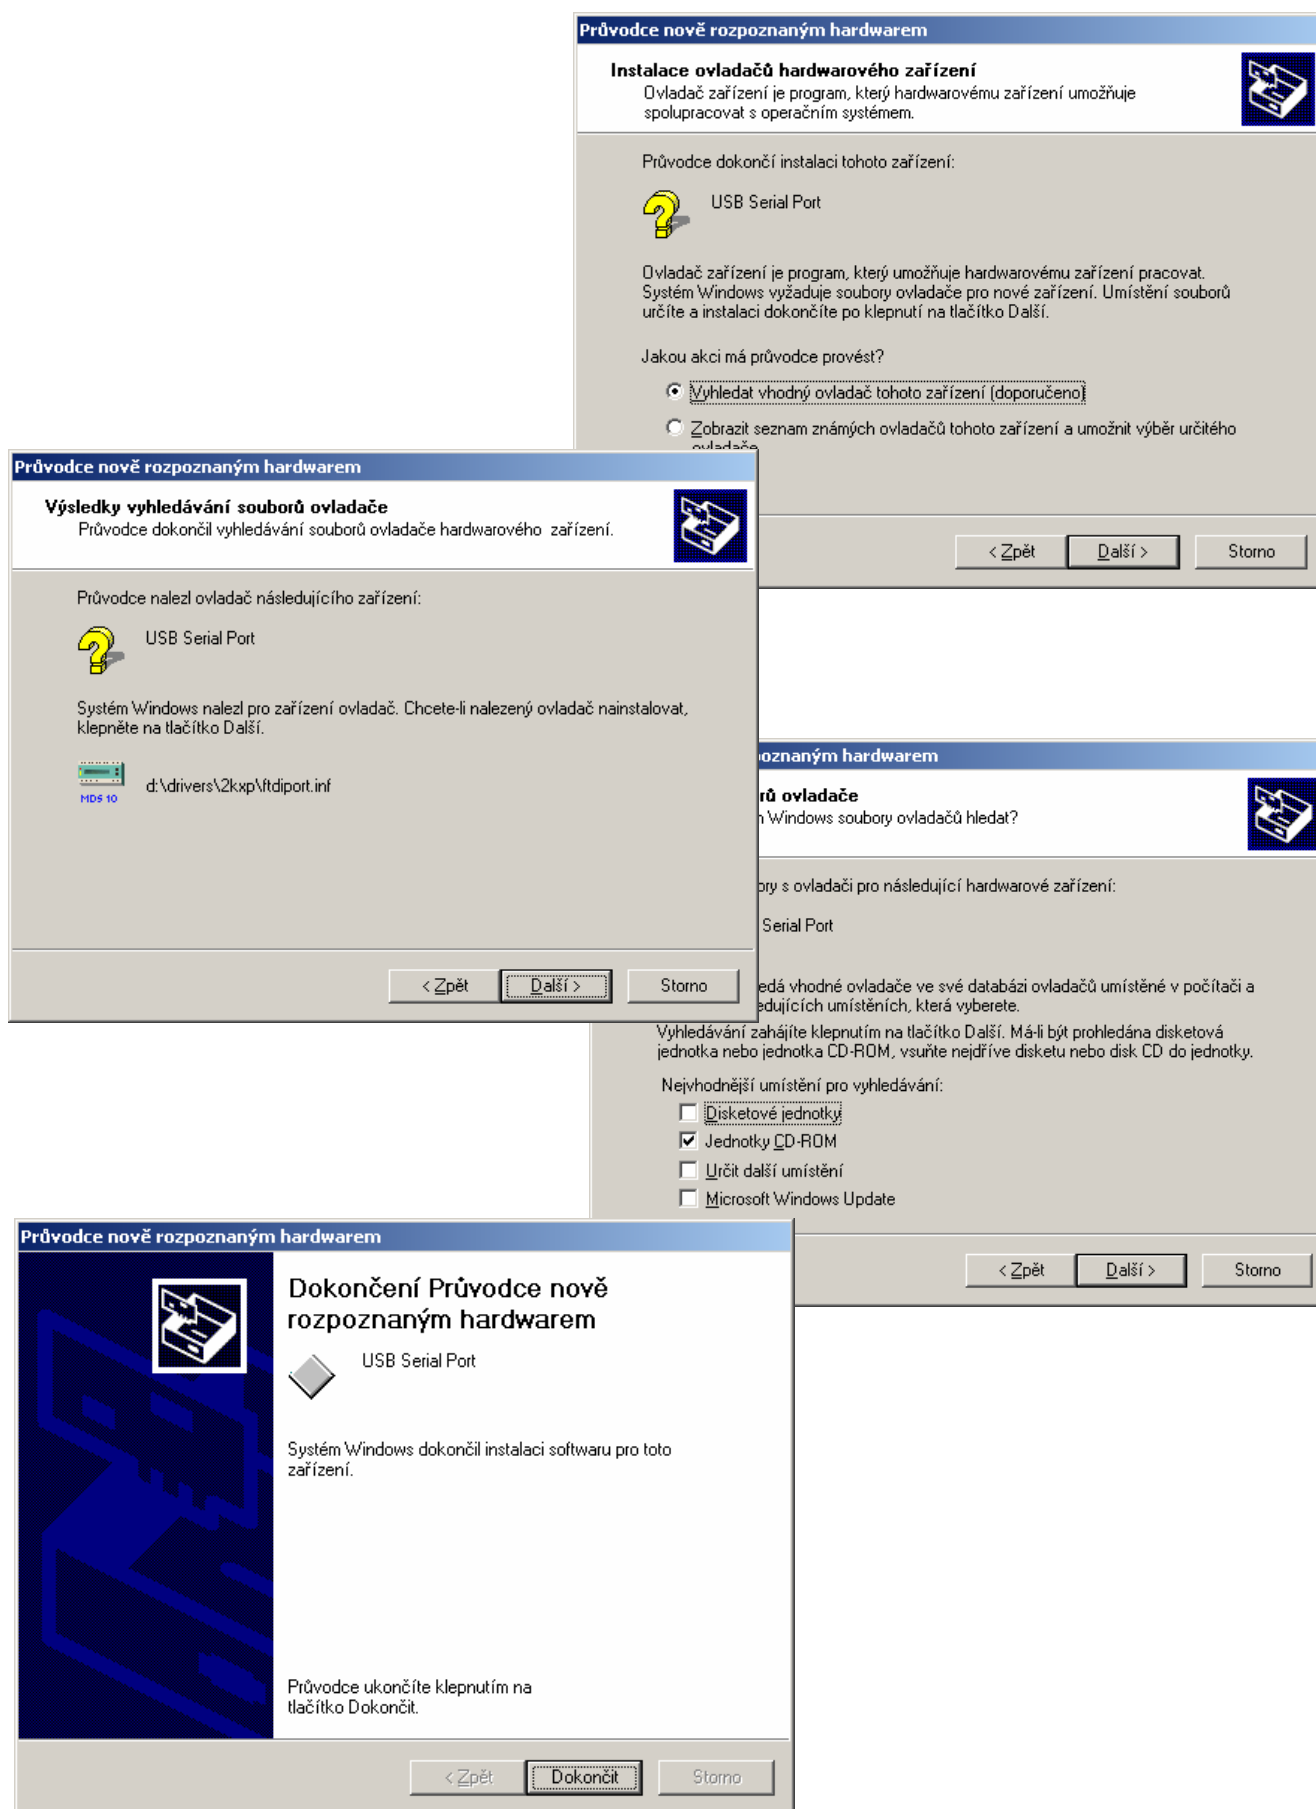 Průvodce nově rozpoznaným hardwarem
Instalace ovladačů hardwarového zařízení
Ovladač zařízení je program, který hardwarovému zařízení umožňuje
spolupracovat s operačním systémem.
Průvodce dokončí instalaci tohoto zařízení:
USB Serial Port
Ovladač zařízení je program, který umožňuje hardwarovému zařízení pracovat.
Systém Windows vyžaduje soubory ovladače pro nové zařízení. Umístění souborů
určíte a instalaci dokončíte po klepnutí na tlačítko Další.
Jakou akci má průvodce provést?
Vyhledat vhodný ovladač tohoto zařízení (doporučeno)
Zobrazit seznam známých ovladačů tohoto zařízení a umožnit výběr určitého
ovladače
< Zpět Další > Storno
Průvodce nově rozpoznaným hardwarem
Výsledky vyhledávání souborů ovladače
Průvodce dokončil vyhledávání souborů ovladače hardwarového zařízení.
Průvodce nalezl ovladač následujícího zařízení:
USB Serial Port
Systém Windows nalezl pro zařízení ovladač. Chcete-li nalezený ovladač nainstalovat,
klepněte na tlačítko Další.
MDS 10
d:\drivers\2kxp\ftdiport.inf
< Zpět Další > Storno
oznaným hardwarem
rů ovladače
Windows soubory ovladačů hledat?
ory s ovladači pro následující hardwarové zařízení:
Serial Port
edá vhodné ovladače ve své databázi ovladačů umístěné v počítači a
edujících umístěních, která vyberete.
Vyhledávání zahájíte klepnutím na tlačítko Další. Má-li být prohledána disketová
jednotka nebo jednotka CD-ROM, vsuňte nejdříve disketu nebo disk CD do jednotky.
Nejvhodnější umístění pro vyhledávání:
Disketové jednotky
Jednotky CD-ROM
Určit další umístění
Microsoft Windows Update
< Zpět Další > Storno
Průvodce nově rozpoznaným hardwarem
Dokončení Průvodce nově
rozpoznaným hardwarem
USB Serial Port
Systém Windows dokončil instalaci softwaru pro toto
zařízení.
Průvodce ukončíte klepnutím na
tlačítko Dokončit.
< Zpět Dokončit Storno